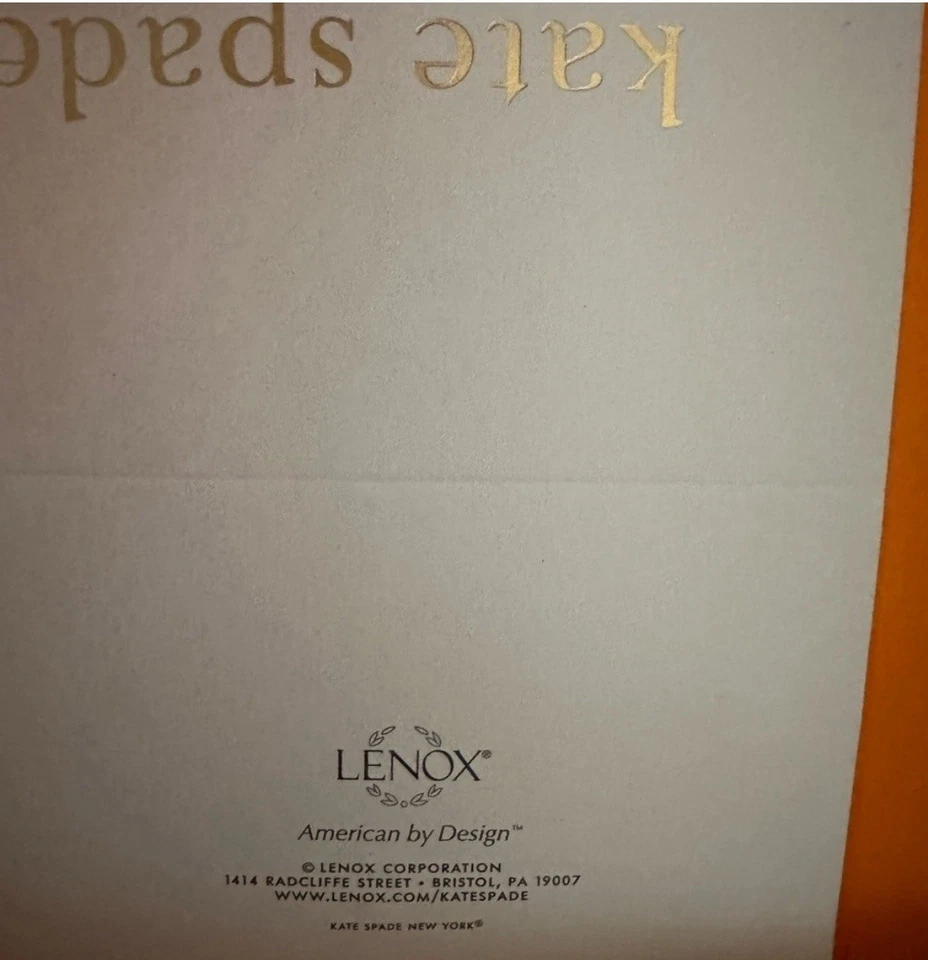 kate spade
LENOX®
American by Design™
© LENOX CORPORATION
1414 RADCLIFFE STREET • BRISTOL, PA 19007
WWW.LENOX.COM/KATESPADE
KATE SPADE NEW YORK®